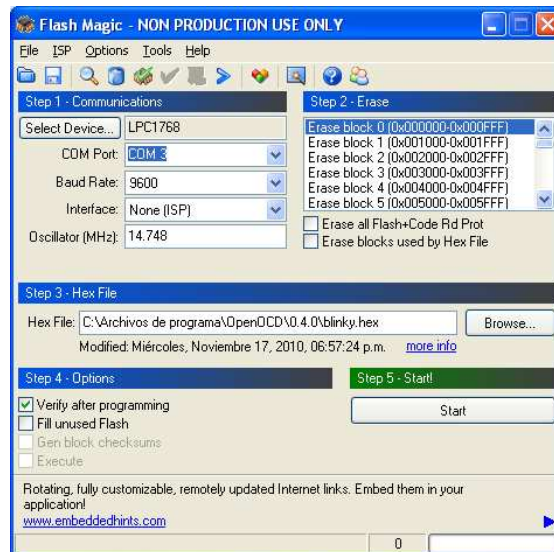 Flash Magic - NON PRODUCTION USE ONLY
File ISP Options Tools Help
Step 1 - Communications
Select Device... LPC1768
COM Port: COM 3
Baud Rate: 9600
Interface: None (ISP)
Oscillator (MHz): 14.748
Step 2 - Erase
Erase block 0 (0x000000-0x000FFF)
Erase block 1 (0x001000-0x001FFF)
Erase block 2 (0x002000-0x002FFF)
Erase block 3 (0x003000-0x003FFF)
Erase block 4 (0x004000-0x004FFF)
Erase block 5 (0x005000-0x005FFF)
Erase all Flash+Code Rd Prot
Erase blocks used by Hex File
Step 3 - Hex File
Hex File: C:\Archivos de programa\OpenOCD\0.4.0\blinky.hex Browse...
Modified: Miércoles, Noviembre 17, 2010, 06:57:24 p.m. more info
Step 4 - Options
Verify after programming
Fill unused Flash
Gen block checksums
Execute
Step 5 - Start!
Start
Rotating, fully customizable, remotely updated Internet links. Embed them in your
application!
www.embeddedhints.com
0